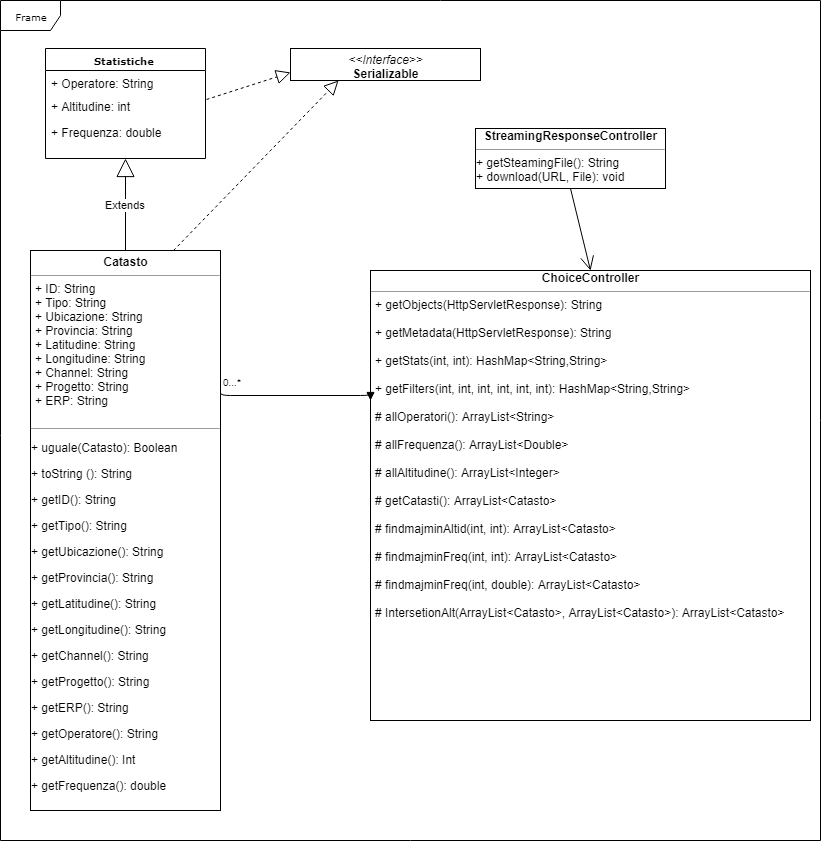 Frame
Statistiche
+ Operatore: String
+ Altitudine: int
+ Frequenza: double
<<Interface>>
Serializable
StreamingResponseController
+ getSteamingFile(): String
+ download(URL, File): void
Extends
Catasto
+ ID: String
+ Tipo: String
+ Ubicazione: String
+ Provincia: String
+ Latitudine: String
+ Longitudine: String
+ Channel: String
+ Progetto: String
+ ERP: String
+ uguale(Catasto): Boolean
+ toString (): String
+ getID(): String
+ getTipo(): String
+ getUbicazione(): String
+ getProvincia(): String
+ getLatitudine(): String
+ getLongitudine(): String
+ getChannel(): String
+ getProgetto(): String
+ getERP(): String
+ getOperatore(): String
+ getAltitudine(): Int
+ getFrequenza(): double
0...*
ChoiceController
+ getObjects(HttpServletResponse): String
+ getMetadata(HttpServletResponse): String
+ getStats(int, int): HashMap<String,String>
+ getFilters(int, int, int, int, int, int): HashMap<String,String>
# allOperatori(): ArrayList<String>
# allFrequenza(): ArrayList<Double>
# allAltitudine(): ArrayList<Integer>
# getCatasti(): ArrayList<Catasto>
# findmajminAltid(int, int): ArrayList<Catasto>
# findmajminFreq(int, int): ArrayList<Catasto>
# findmajminFreq(int, double): ArrayList<Catasto>
# IntersetionAlt(ArrayList<Catasto>, ArrayList<Catasto>): ArrayList<Catasto>